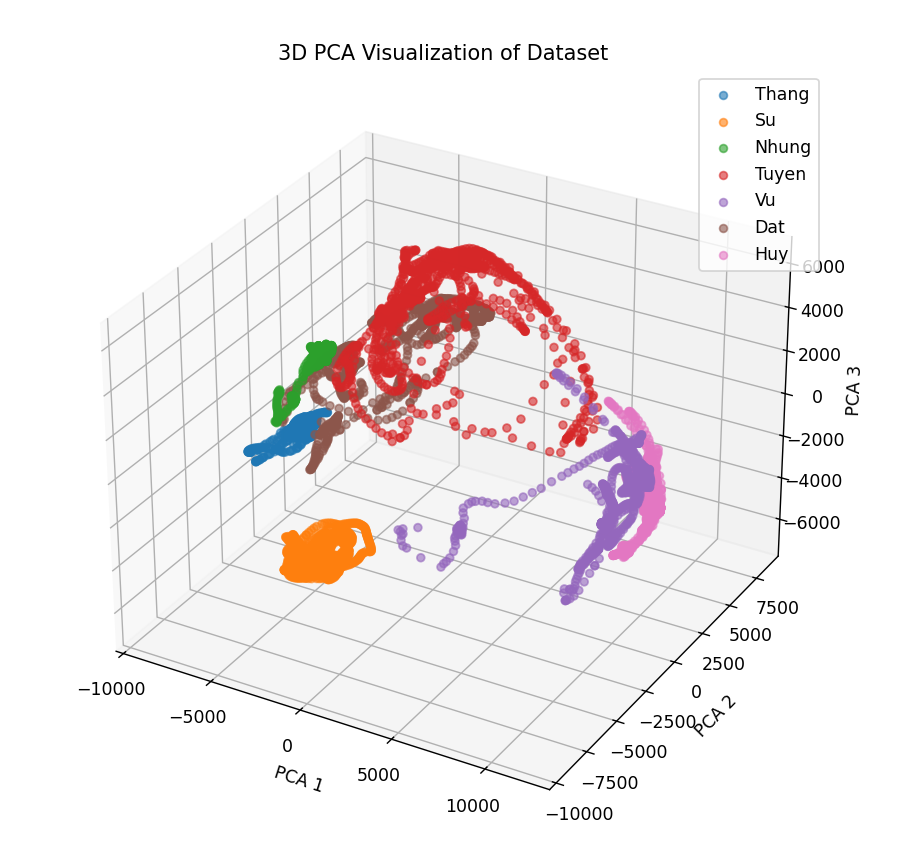 3D PCA Visualization of Dataset
Thang
Su
Nhung
Tuyen
Vu
Dat
Huy
6000
4000
2000
0
−2000
−4000
−6000
PCA 3
7500
5000
2500
0
−2500
−5000
−7500
−10000
PCA 2
−10000
−5000
0
5000
10000
PCA 1